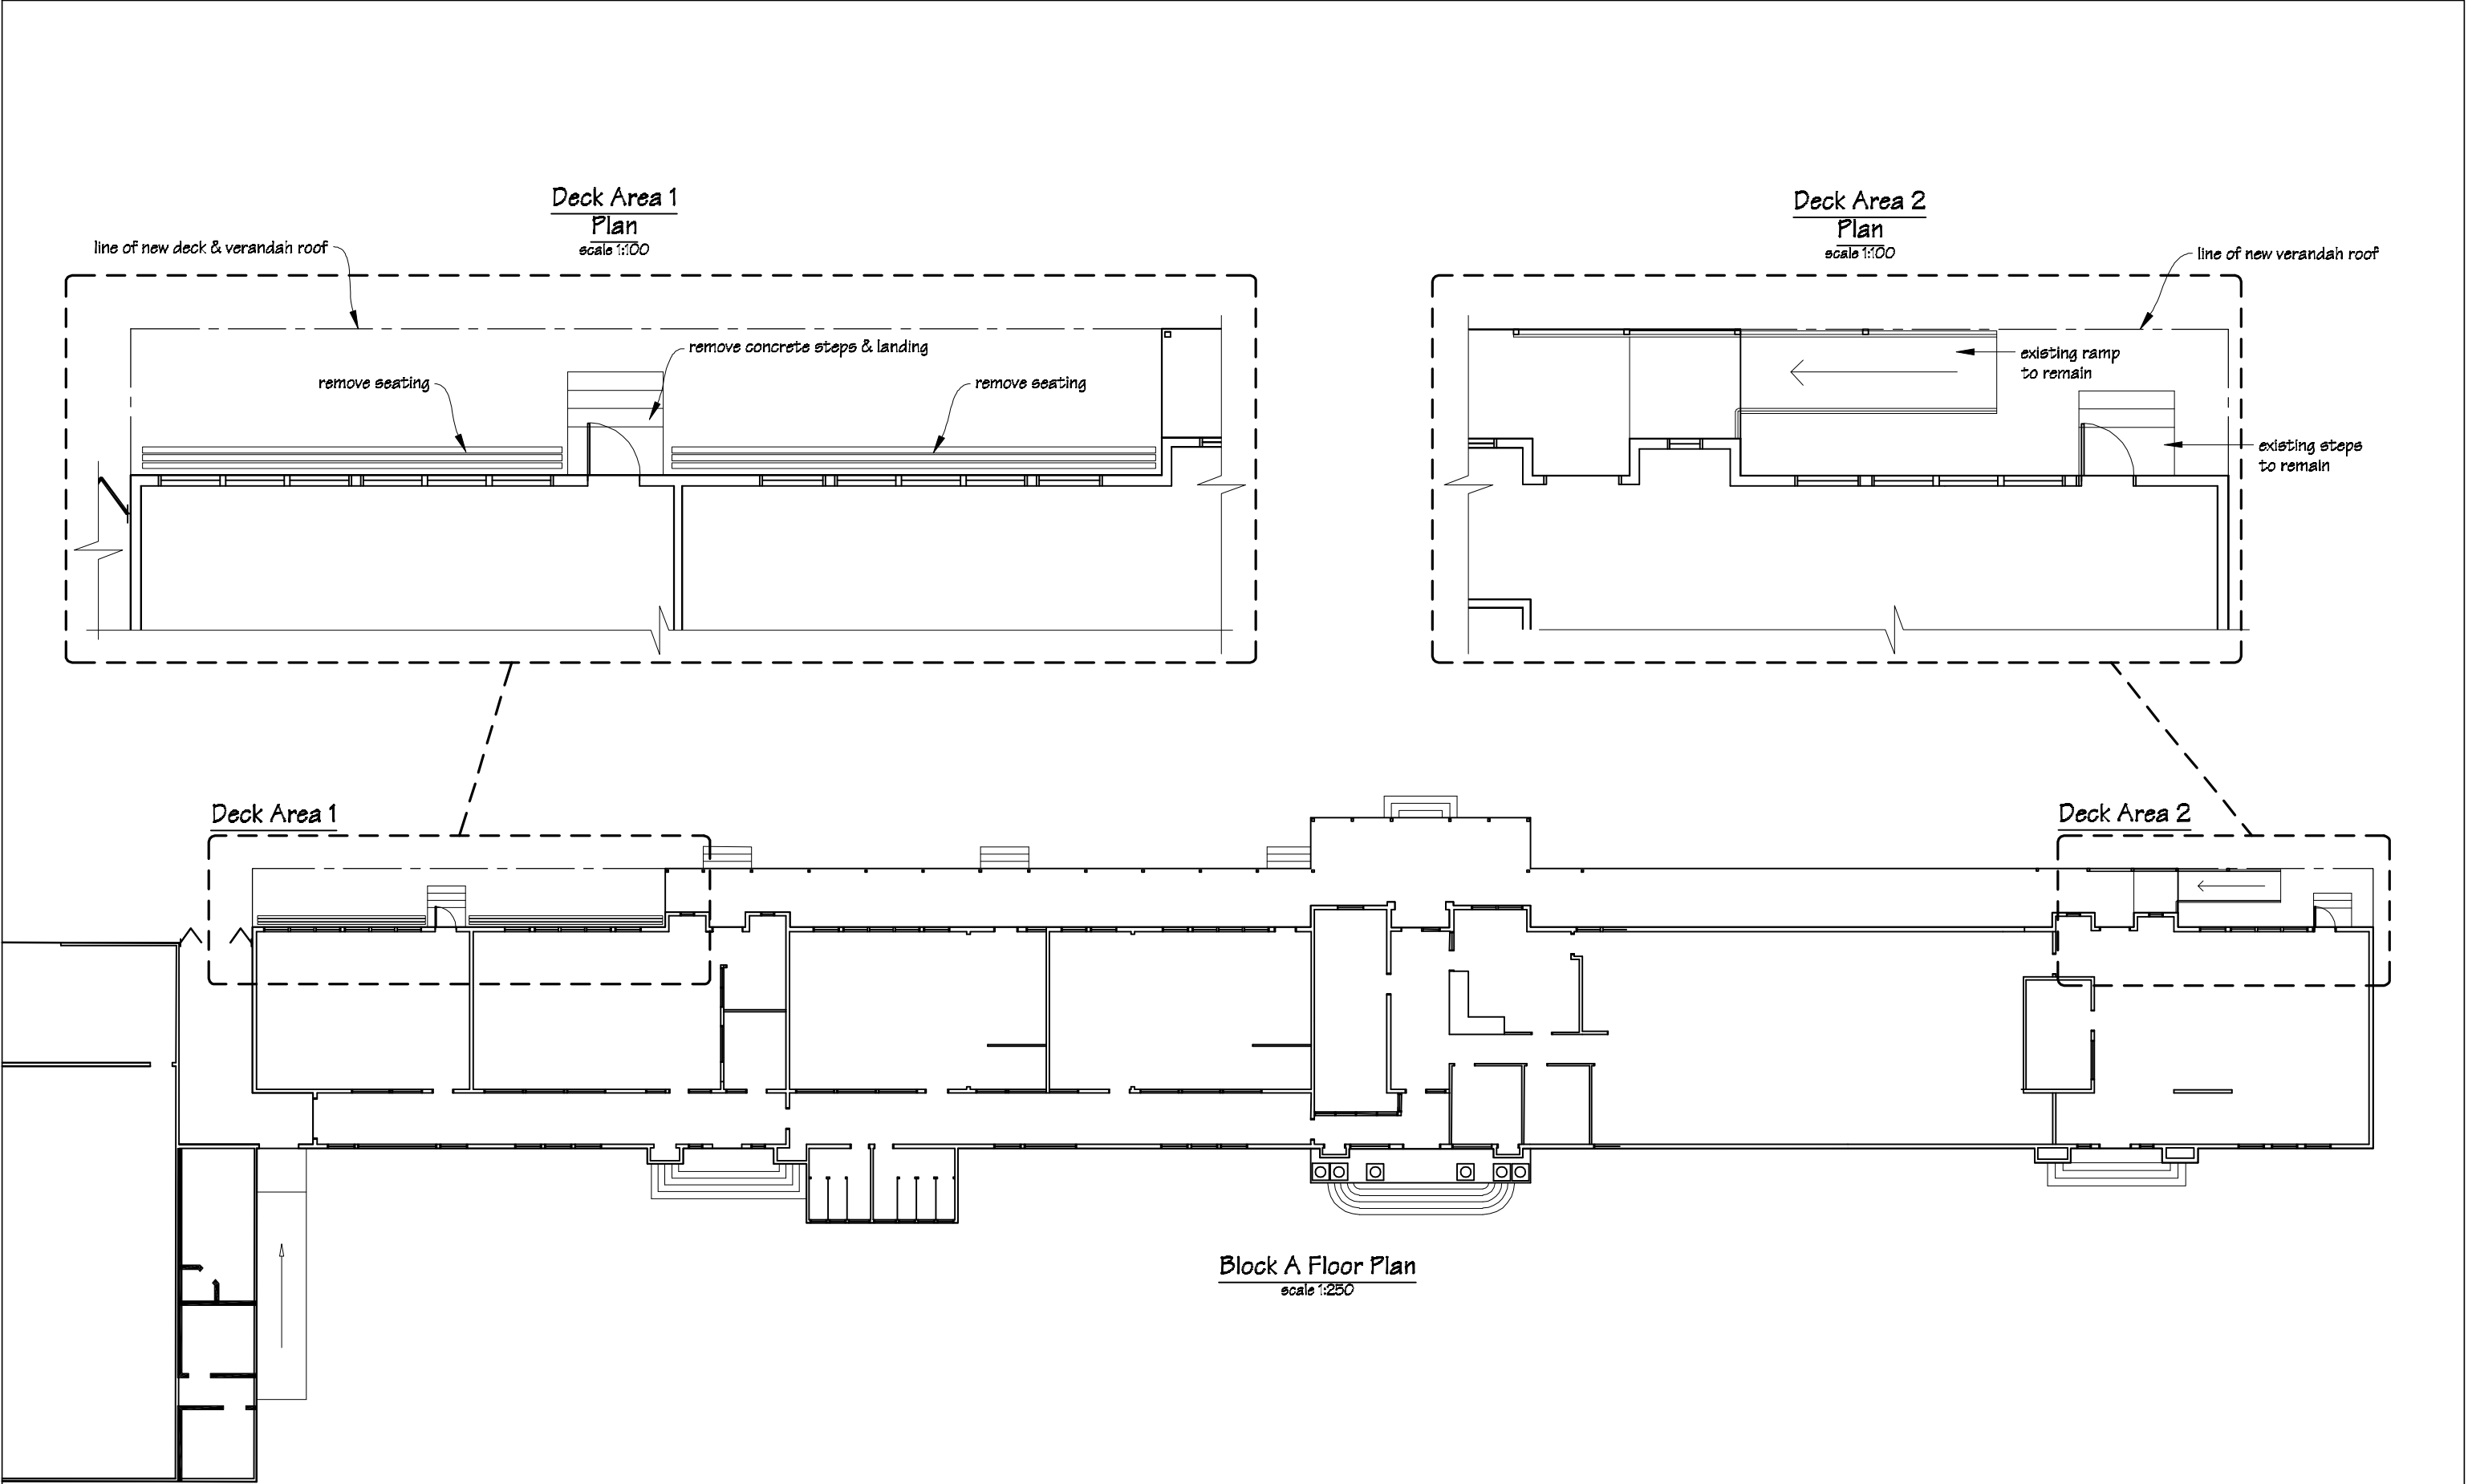 Deck Area 1
Plan
scale 1:100
line of new deck & verandah roof
remove concrete steps & landing
remove seating
remove seating
Deck Area 2
Plan
scale 1:100
line of new verandah roof
existing ramp
to remain
existing steps
to remain
Deck Area 1
Deck Area 2
Block A Floor Plan
scale 1:250